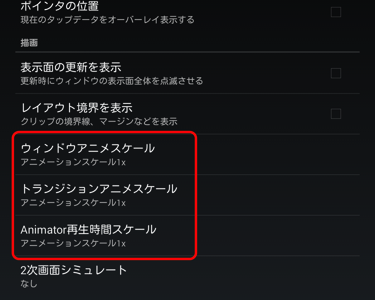 ポインタの位置
現在のタップデータをオーバーレイ表示する
描画
表示面の更新を表示
更新時にウィンドウの表示面全体を点滅させる
レイアウト境界を表示
クリップの境界線、マージンなどを表示
ウィンドウアニメスケール
アニメーションスケール1x
トランジションアニメスケール
アニメーションスケール1x
Animator再生時間スケール
アニメーションスケール1x
2次画面シミュレート
なし